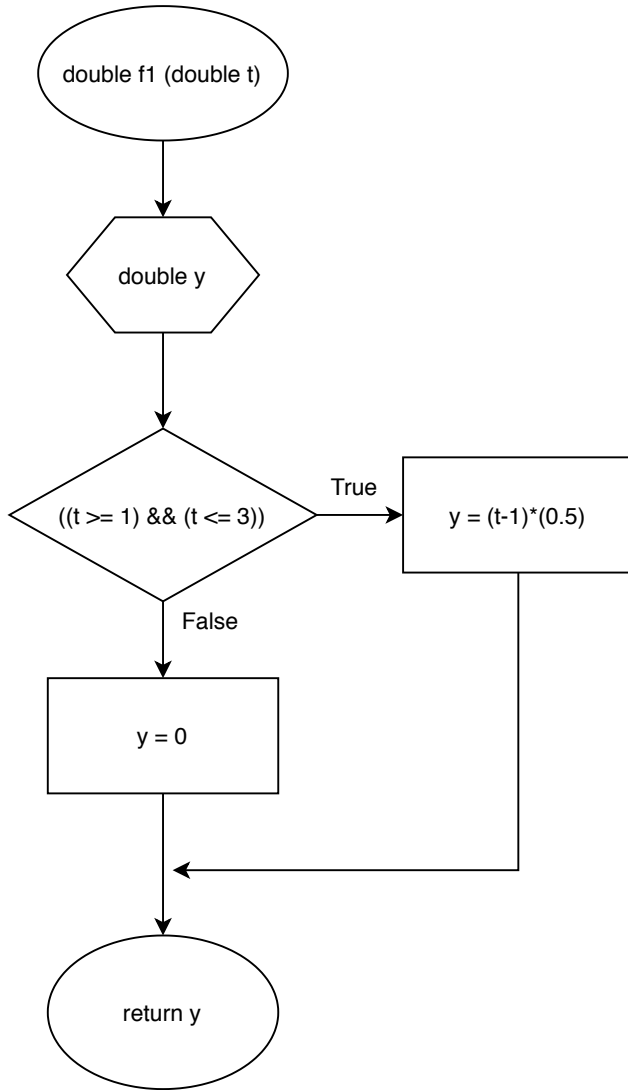 double f1 (double t)
double y
((t >= 1) && (t <= 3))
True
y = (t-1)*(0.5)
False
y = 0
return y